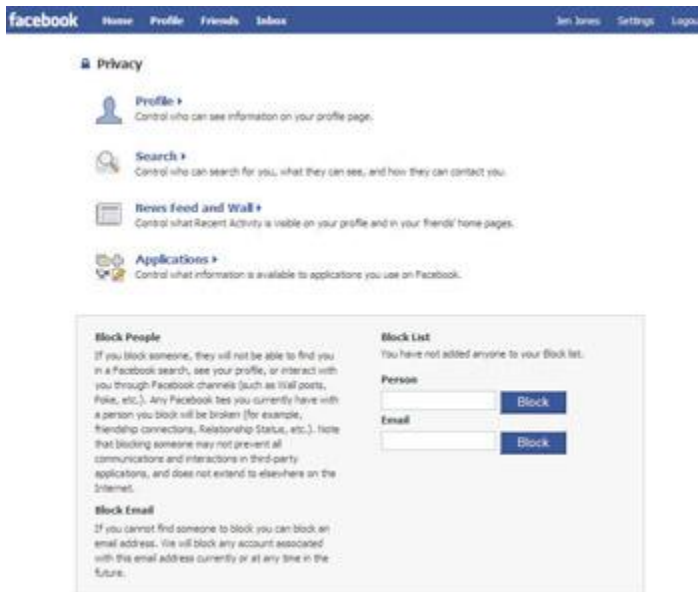 facebook Home Profile Friends Inbox Jen Jones Settings Logout
Privacy
Profile
Control who can see information on your profile page.
Search
Control who can search for you, what they can see, and how they can contact you.
News Feed and Wall
Control what Recent Activity is visible on your profile and in your friends' home pages.
Applications
Control what information is available to applications you use on Facebook.
Block People
If you block someone, they will not be able to find you
in a Facebook search, see your profile, or interact with
you through Facebook channels (such as Wall posts,
Poke, etc.). Any Facebook ties you currently have with
a person you block will be broken (for example,
friendship connections, Relationship Status, etc.). Note
that blocking someone may not prevent all
communications and interactions in third-party
applications, and does not extend to elsewhere on the
Internet.
Block Email
If you cannot find someone to block you can block an
email address. We will block any account associated
with this email address currently or at any time in the
future.
Block List
You have not added anyone to your Block list.
Person
Block
Email
Block